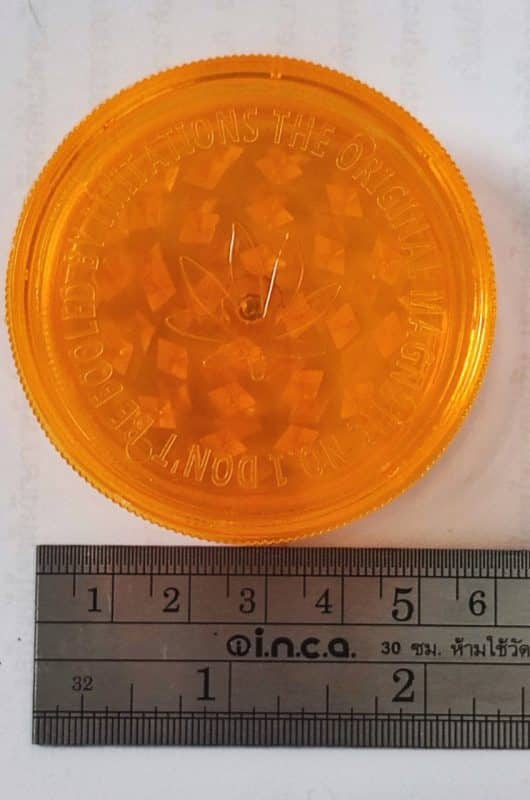 DON'T BE FOOLED BY IMITATIONS THE ORIGINAL MAGNETIC NO.1
1 2 3 4 5 6
i.n.c.a. 30 ซม. ห้ามใช้วัด
32 1 2